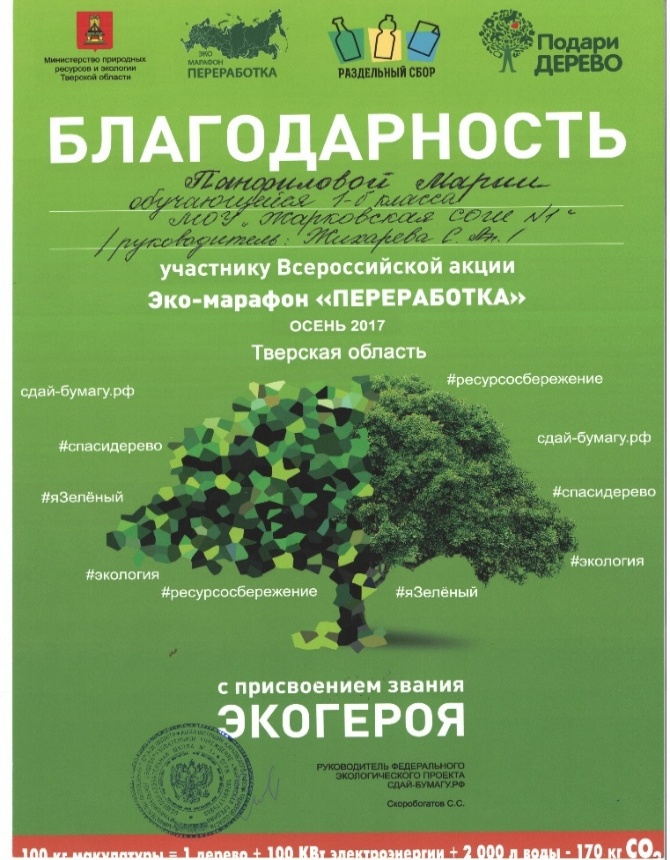 Министерство природных
ресурсов и экологии
Тверской области
ЭКО
МАРАФОН
ПЕРЕРАБОТКА
РАЗДЕЛЬНЫЙ СБОР
Подари
ДЕРЕВО
БЛАГОДАРНОСТЬ
Панфиловой Марии
обучающейся 1-б класса
МОУ „Жарковская СОШ №1"
/руководитель: Жихарева С. Ан./
участнику Всероссийской акции
Эко-марафон «ПЕРЕРАБОТКА»
ОСЕНЬ 2017
Тверская область
#ресурсосбережение
сдай-бумагу.рф
сдай-бумагу.рф
#спасидерево
#яЗелёный
#спасидерево
#экология
#экология
#ресурсосбережение
#яЗелёный
с присвоением звания
ЭКОГЕРОЯ
РУКОВОДИТЕЛЬ ФЕДЕРАЛЬНОГО
ЭКОЛОГИЧЕСКОГО ПРОЕКТА
СДАЙ-БУМАГУ.РФ
Скоробогатов С.С.
100 кг макулатуры = 1 дерево + 100 КВт электроэнергии + 2 000 л воды - 170 кг CO₂